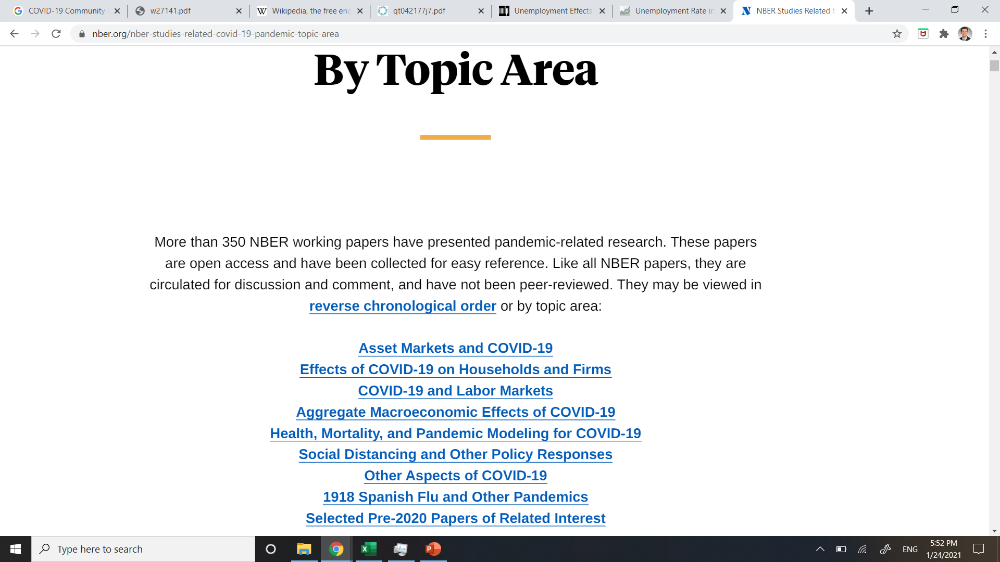 COVID-19 Community
w27141.pdf
Wikipedia, the free enc
qt042177j7.pdf
Unemployment Effects
Unemployment Rate in
NBER Studies Related t
nber.org/nber-studies-related-covid-19-pandemic-topic-area
By Topic Area
More than 350 NBER working papers have presented pandemic-related research. These papers
are open access and have been collected for easy reference. Like all NBER papers, they are
circulated for discussion and comment, and have not been peer-reviewed. They may be viewed in
reverse chronological order or by topic area:
Asset Markets and COVID-19
Effects of COVID-19 on Households and Firms
COVID-19 and Labor Markets
Aggregate Macroeconomic Effects of COVID-19
Health, Mortality, and Pandemic Modeling for COVID-19
Social Distancing and Other Policy Responses
Other Aspects of COVID-19
1918 Spanish Flu and Other Pandemics
Selected Pre-2020 Papers of Related Interest
Type here to search
ENG
5:52 PM
1/24/2021